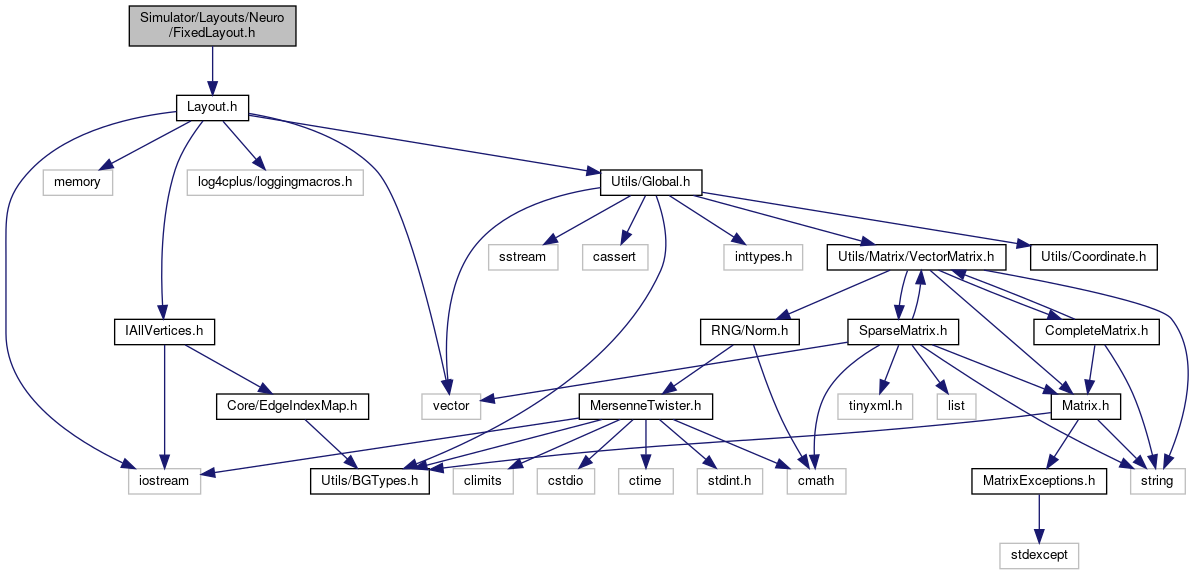 Simulator/Layouts/Neuro
/FixedLayout.h
Layout.h
memory
log4cplus/loggingmacros.h
Utils/Global.h
sstream
cassert
inttypes.h
Utils/Matrix/VectorMatrix.h
Utils/Coordinate.h
IAllVertices.h
RNG/Norm.h
SparseMatrix.h
CompleteMatrix.h
Core/EdgeIndexMap.h
vector
MersenneTwister.h
tinyxml.h
list
Matrix.h
iostream
Utils/BGTypes.h
climits
cstdio
ctime
stdint.h
cmath
MatrixExceptions.h
string
stdexcept